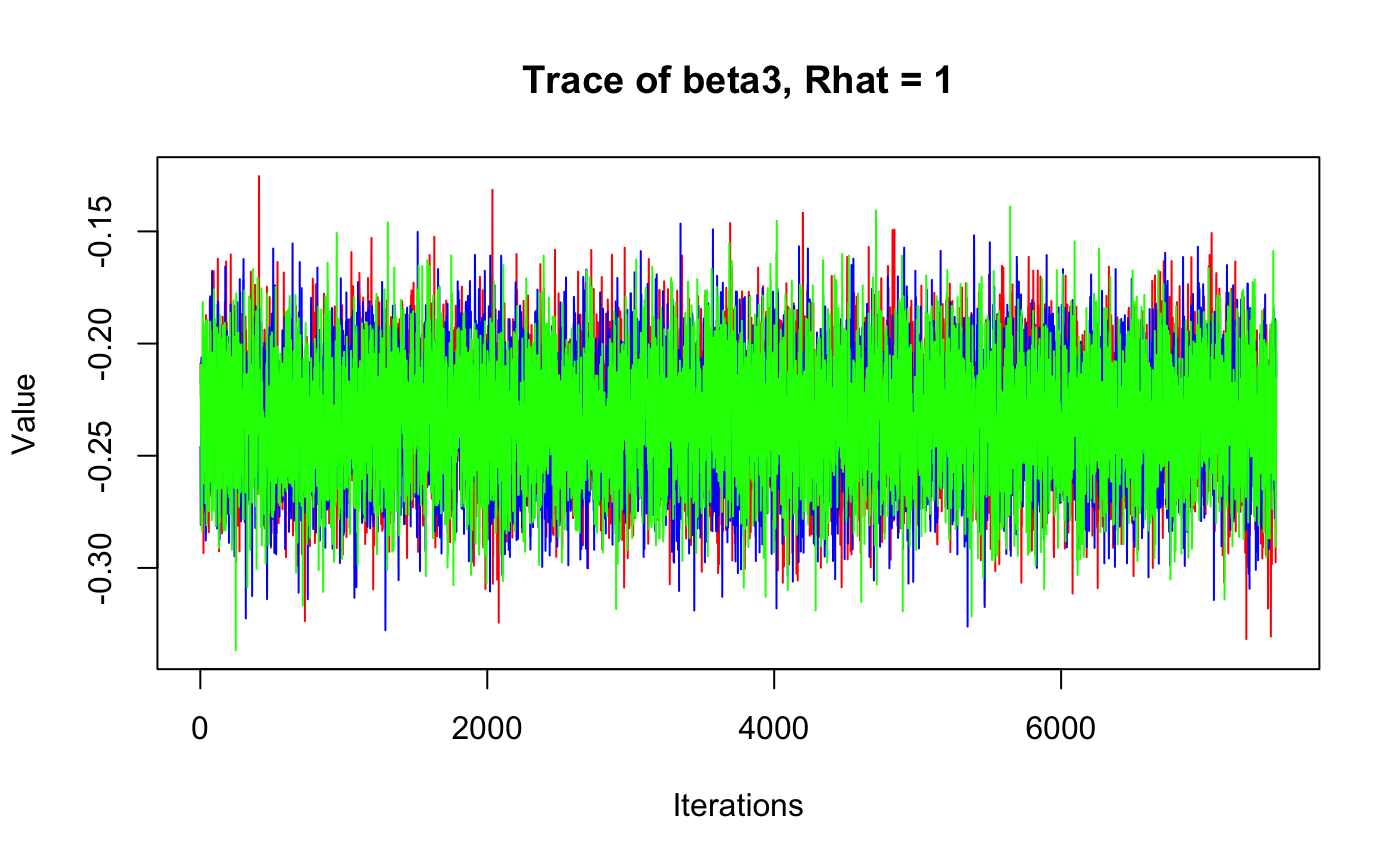 Trace of beta3, Rhat = 1
Value
-0.15
-0.20
-0.25
-0.30
0 2000 4000 6000
Iterations